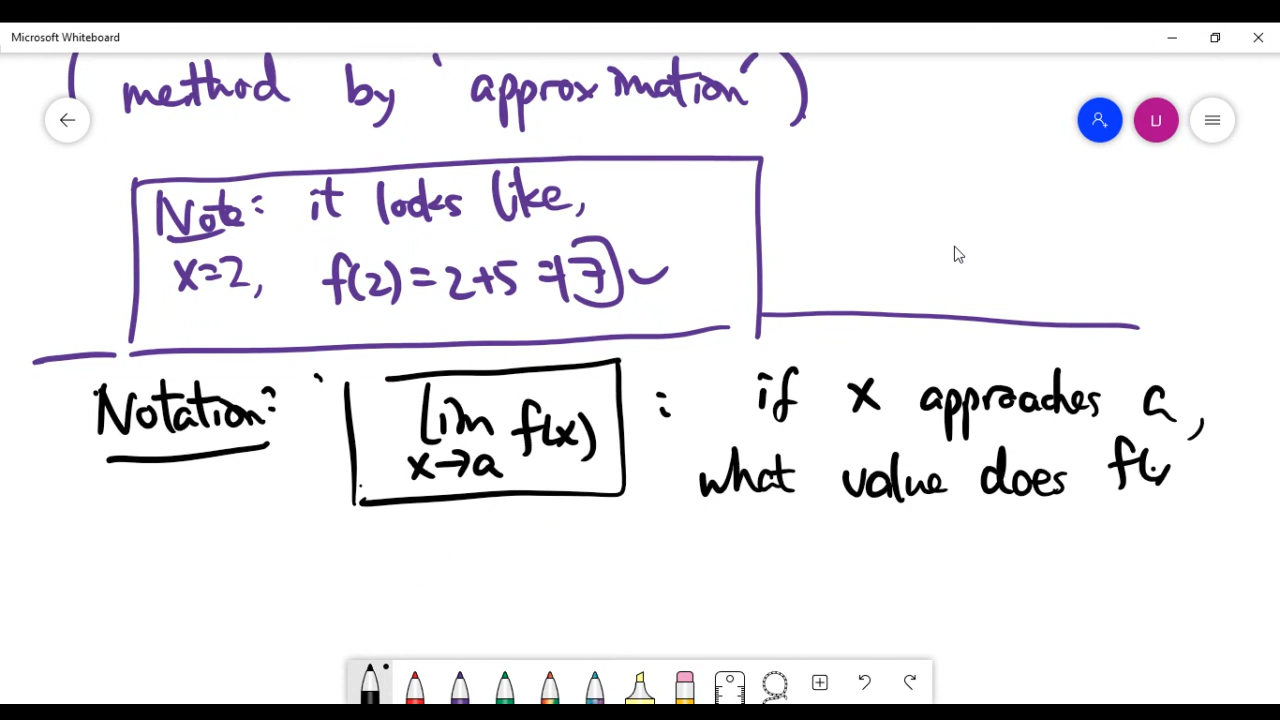 Microsoft Whiteboard
( method by 'approximation')
Note: it looks like,
x=2, f(2) = 2+5 = 7
Notation: lim f(x) : if x approaches a,
x→a what value does f(